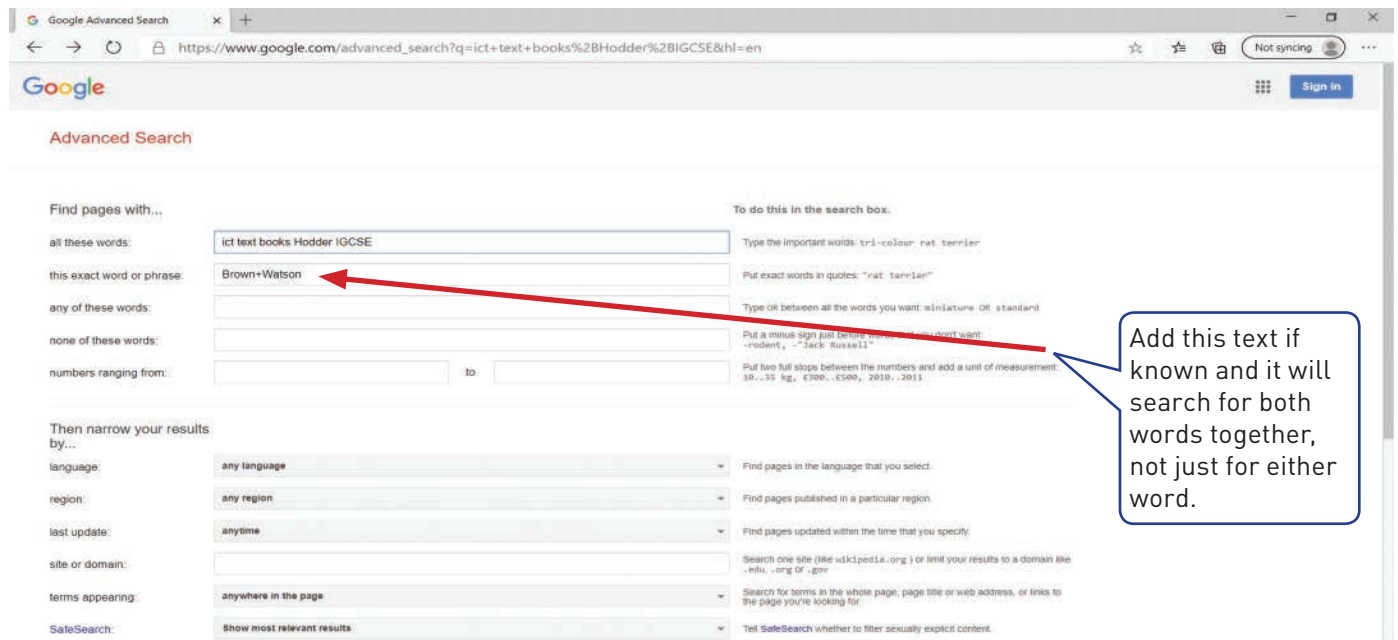 Google Advanced Search
https://www.google.com/advanced_search?q=ict+text+books%2BHodder%2BIGCSE&hl=en
Not syncing
Google
Sign in
Advanced Search
Find pages with...
To do this in the search box.
all these words:
ict text books Hodder IGCSE
Type the important words: tri-colour rat terrier
this exact word or phrase:
Brown+Watson
Put exact words in quotes: "rat terrier"
any of these words:
Type OR between all the words you want: miniature OR standard
none of these words:
Put a minus sign just before words that you don't want:
-rodent, -"Jack Russell"
numbers ranging from:
to
Put two full stops between the numbers and add a unit of measurement:
10..35 kg, £300..£500, 2010..2011
Add this text if
known and it will
search for both
words together,
not just for either
word.
Then narrow your results
by...
language:
any language
Find pages in the language that you select.
region:
any region
Find pages published in a particular region.
last update:
anytime
Find pages updated within the time that you specify.
site or domain:
Search one site (like wikipedia.org ) or limit your results to a domain like
.edu, .org or .gov
terms appearing:
anywhere in the page
Search for terms in the whole page, page title or web address, or links to
the page you're looking for.
SafeSearch:
Show most relevant results
Tell SafeSearch whether to filter sexually explicit content.